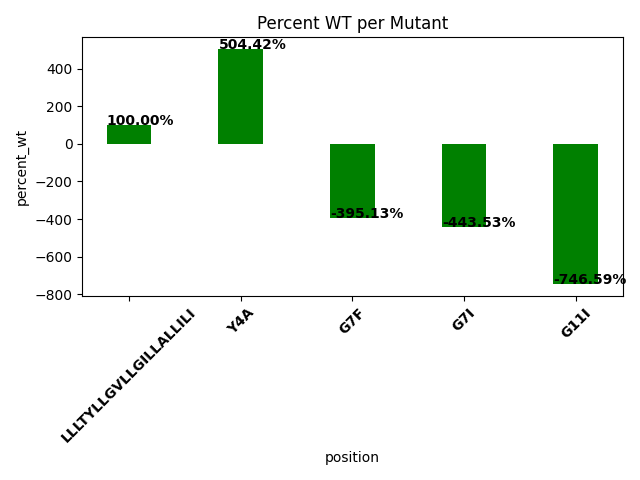 Percent WT per Mutant
504.42%
400
200
100.00%
0
−200
-395.13%
−400
-443.53%
−600
-746.59%
−800
percent_wt
LLLTYLLGVLLGILLALLILI
Y4A
G7F
G7I
G11I
position